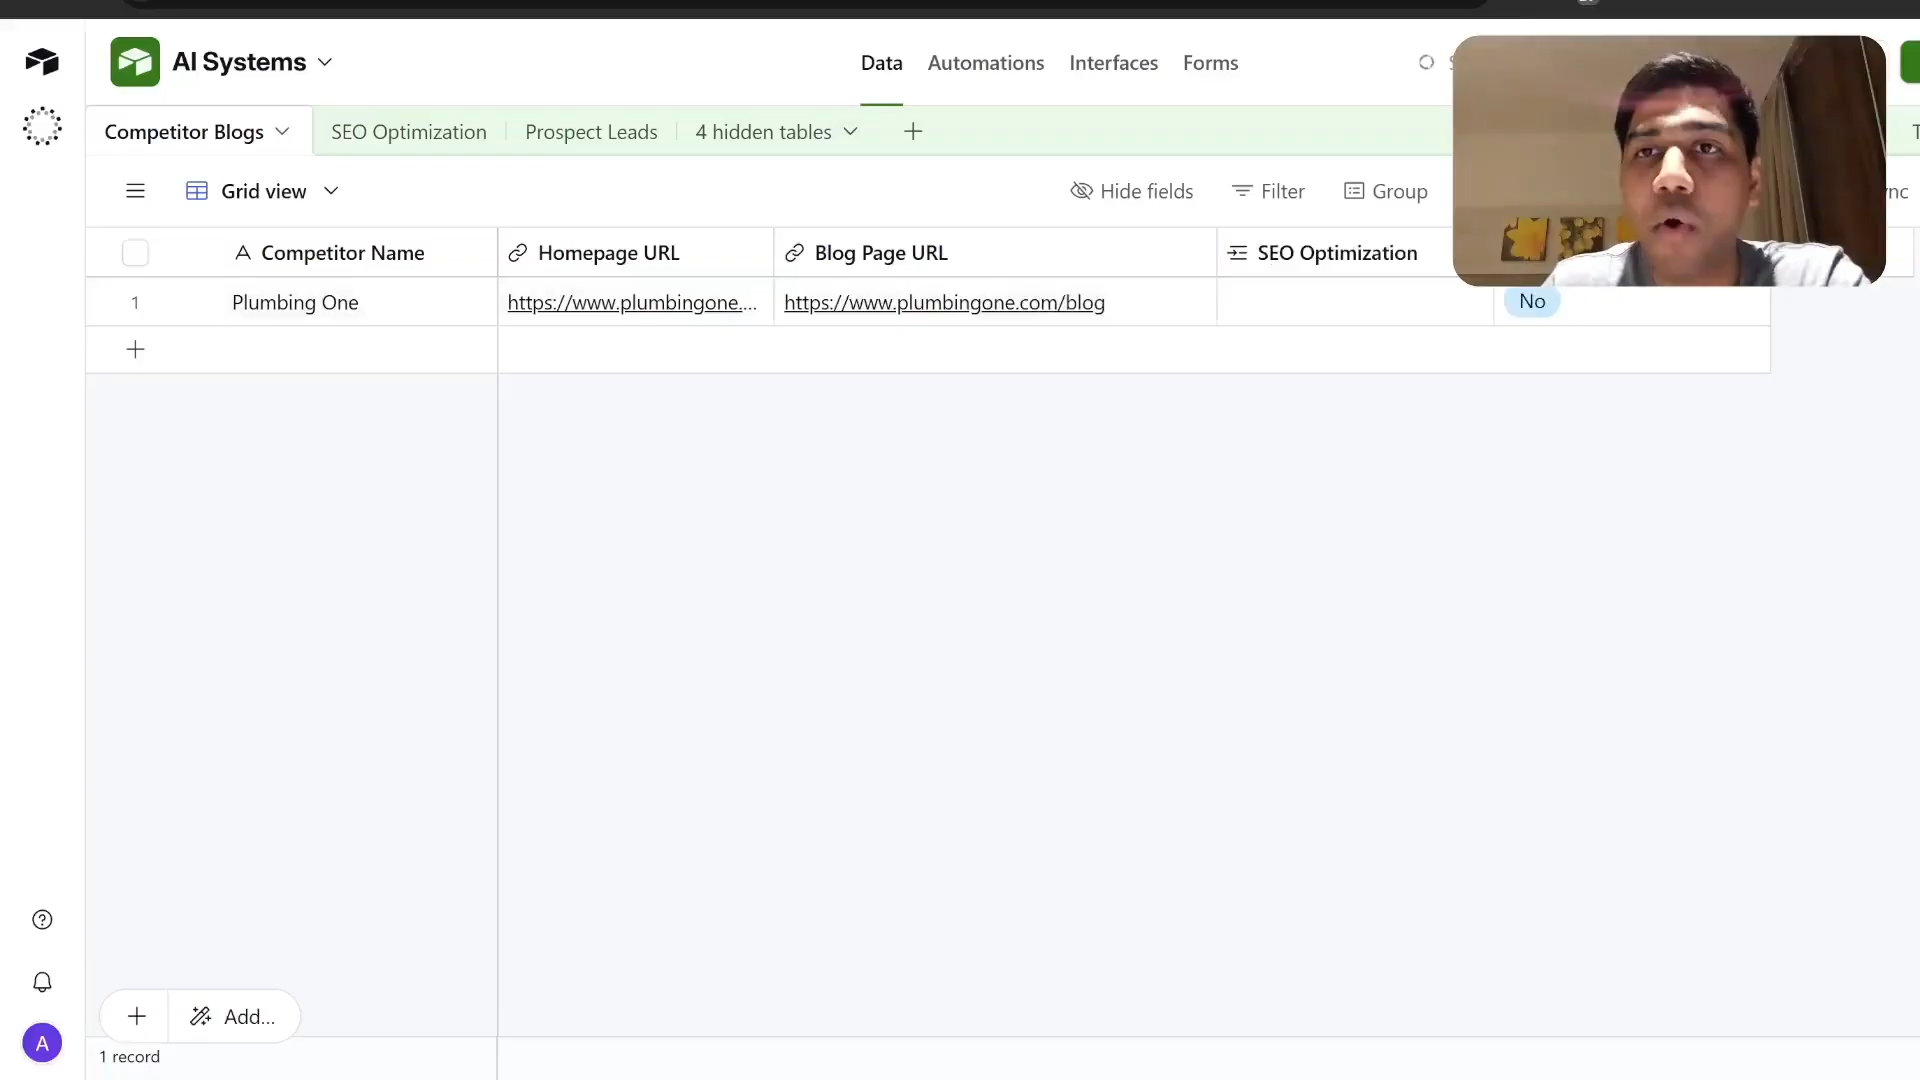 AI Systems
Data
Automations
Interfaces
Forms
Competitor Blogs
SEO Optimization
Prospect Leads
4 hidden tables
Grid view
Hide fields
Filter
Group
Competitor Name
Homepage URL
Blog Page URL
SEO Optimization
1
Plumbing One
https://www.plumbingone....
https://www.plumbingone.com/blog
No
Add...
A
1 record